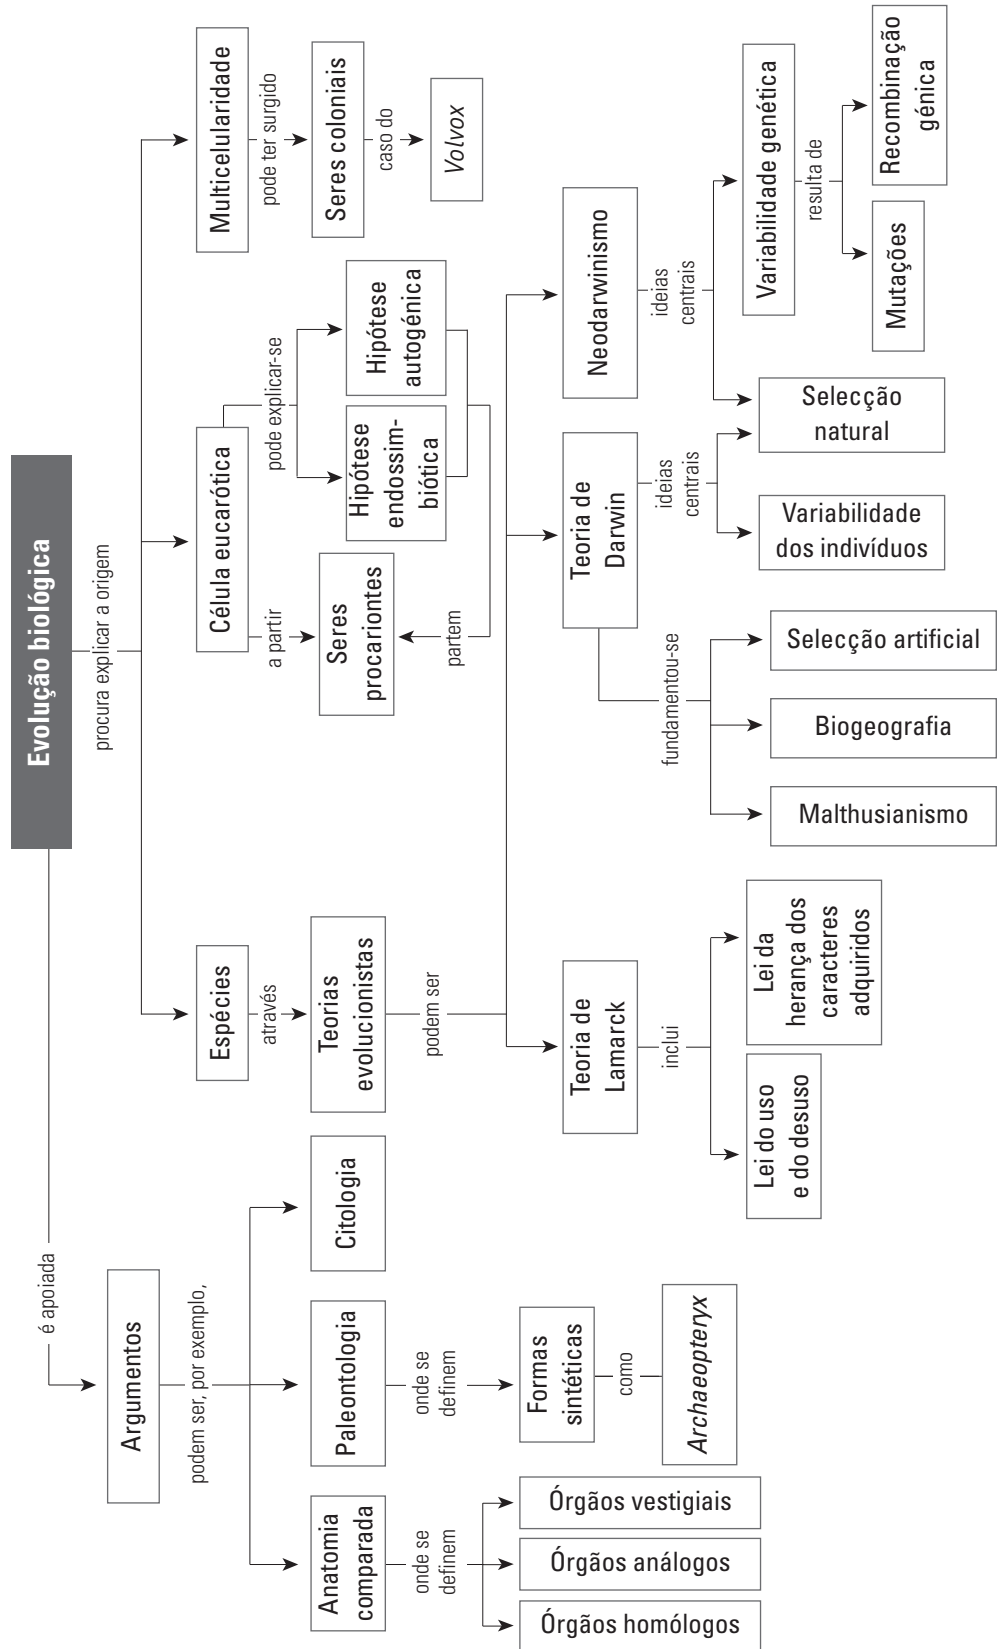 Evolução biológica
é apoiada
procura explicar a origem
Argumentos
podem ser, por exemplo,
Anatomia
comparada
onde se
definem
Órgãos homólogos
Órgãos análogos
Órgãos vestigiais
Paleontologia
onde se
definem
Formas
sintéticas
como
Archaeopteryx
Citologia
Espécies
através
Teorias
evolucionistas
podem ser
Teoria de
Lamarck
inclui
Lei do uso
e do desuso
Lei da
herança dos
caracteres
adquiridos
Teoria de
Darwin
fundamentou-se
Malthusianismo
Biogeografia
Selecção artificial
ideias
centrais
Variabilidade
dos indivíduos
Selecção
natural
Neodarwinismo
ideias
centrais
Variabilidade genética
resulta de
Mutações
Recombinação
génica
Célula eucarótica
a partir
Seres
procariontes
partem
pode explicar-se
Hipótese
endossim-
biótica
Hipótese
autogénica
Multicelularidade
pode ter surgido
Seres coloniais
caso do
Volvox